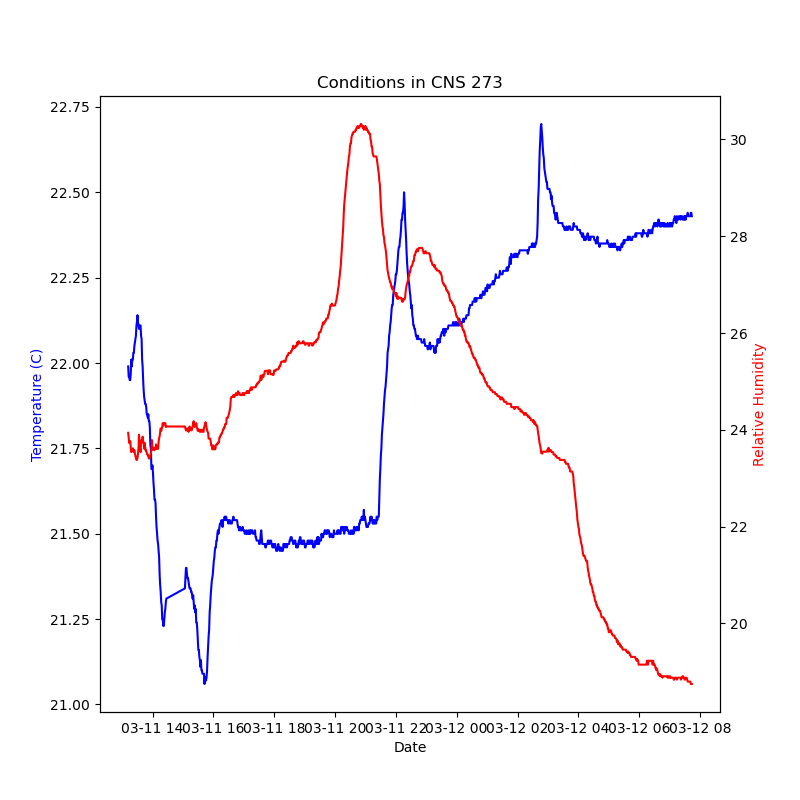 Conditions in CNS 273
22.75
22.50
22.25
22.00
21.75
21.50
21.25
21.00
Temperature (C)
30
28
26
24
22
20
Relative Humidity
03-11 14 03-11 16 03-11 18 03-11 20 03-11 22 03-12 00 03-12 02 03-12 04 03-12 06 03-12 08
Date